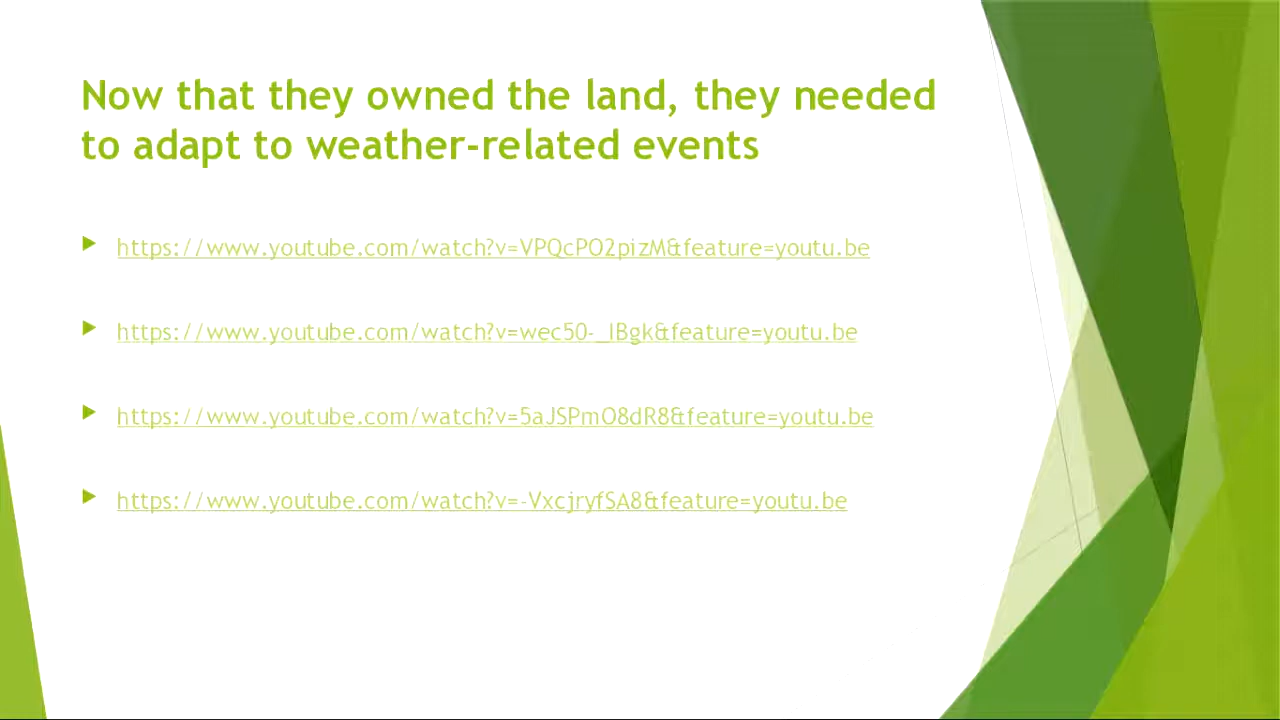 Now that they owned the land, they needed
to adapt to weather-related events
https://www.youtube.com/watch?v=VPQcPO2pizM&feature=youtu.be
https://www.youtube.com/watch?v=wec50-_IBgk&feature=youtu.be
https://www.youtube.com/watch?v=5aJSPmO8dR8&feature=youtu.be
https://www.youtube.com/watch?v=-VxcjryfSA8&feature=youtu.be